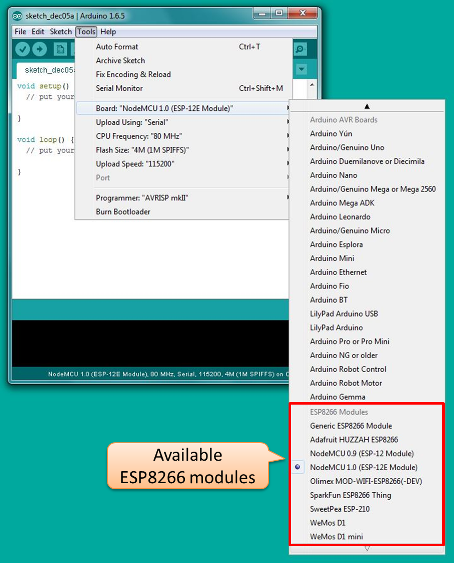 sketch_dec05a | Arduino 1.6.5
File Edit Sketch Tools Help
Auto Format Ctrl+T
Archive Sketch
Fix Encoding & Reload
Serial Monitor Ctrl+Shift+M
Board: "NodeMCU 1.0 (ESP-12E Module)"
Upload Using: "Serial"
CPU Frequency: "80 MHz"
Flash Size: "4M (1M SPIFFS)"
Upload Speed: "115200"
Port
Programmer: "AVRISP mkII"
Burn Bootloader
sketch_dec05
void setup()
// put your
}
void loop() {
// put your
}
NodeMCU 1.0 (ESP-12E Module), 80 MHz, Serial, 115200, 4M (1M SPIFFS) on
Arduino AVR Boards
Arduino Yún
Arduino/Genuino Uno
Arduino Duemilanove or Diecimila
Arduino Nano
Arduino/Genuino Mega or Mega 2560
Arduino Mega ADK
Arduino Leonardo
Arduino/Genuino Micro
Arduino Esplora
Arduino Mini
Arduino Ethernet
Arduino Fio
Arduino BT
LilyPad Arduino USB
LilyPad Arduino
Arduino Pro or Pro Mini
Arduino NG or older
Arduino Robot Control
Arduino Robot Motor
Arduino Gemma
ESP8266 Modules
Generic ESP8266 Module
Adafruit HUZZAH ESP8266
NodeMCU 0.9 (ESP-12 Module)
NodeMCU 1.0 (ESP-12E Module)
Olimex MOD-WIFI-ESP8266(-DEV)
SparkFun ESP8266 Thing
SweetPea ESP-210
WeMos D1
WeMos D1 mini
Available
ESP8266 modules